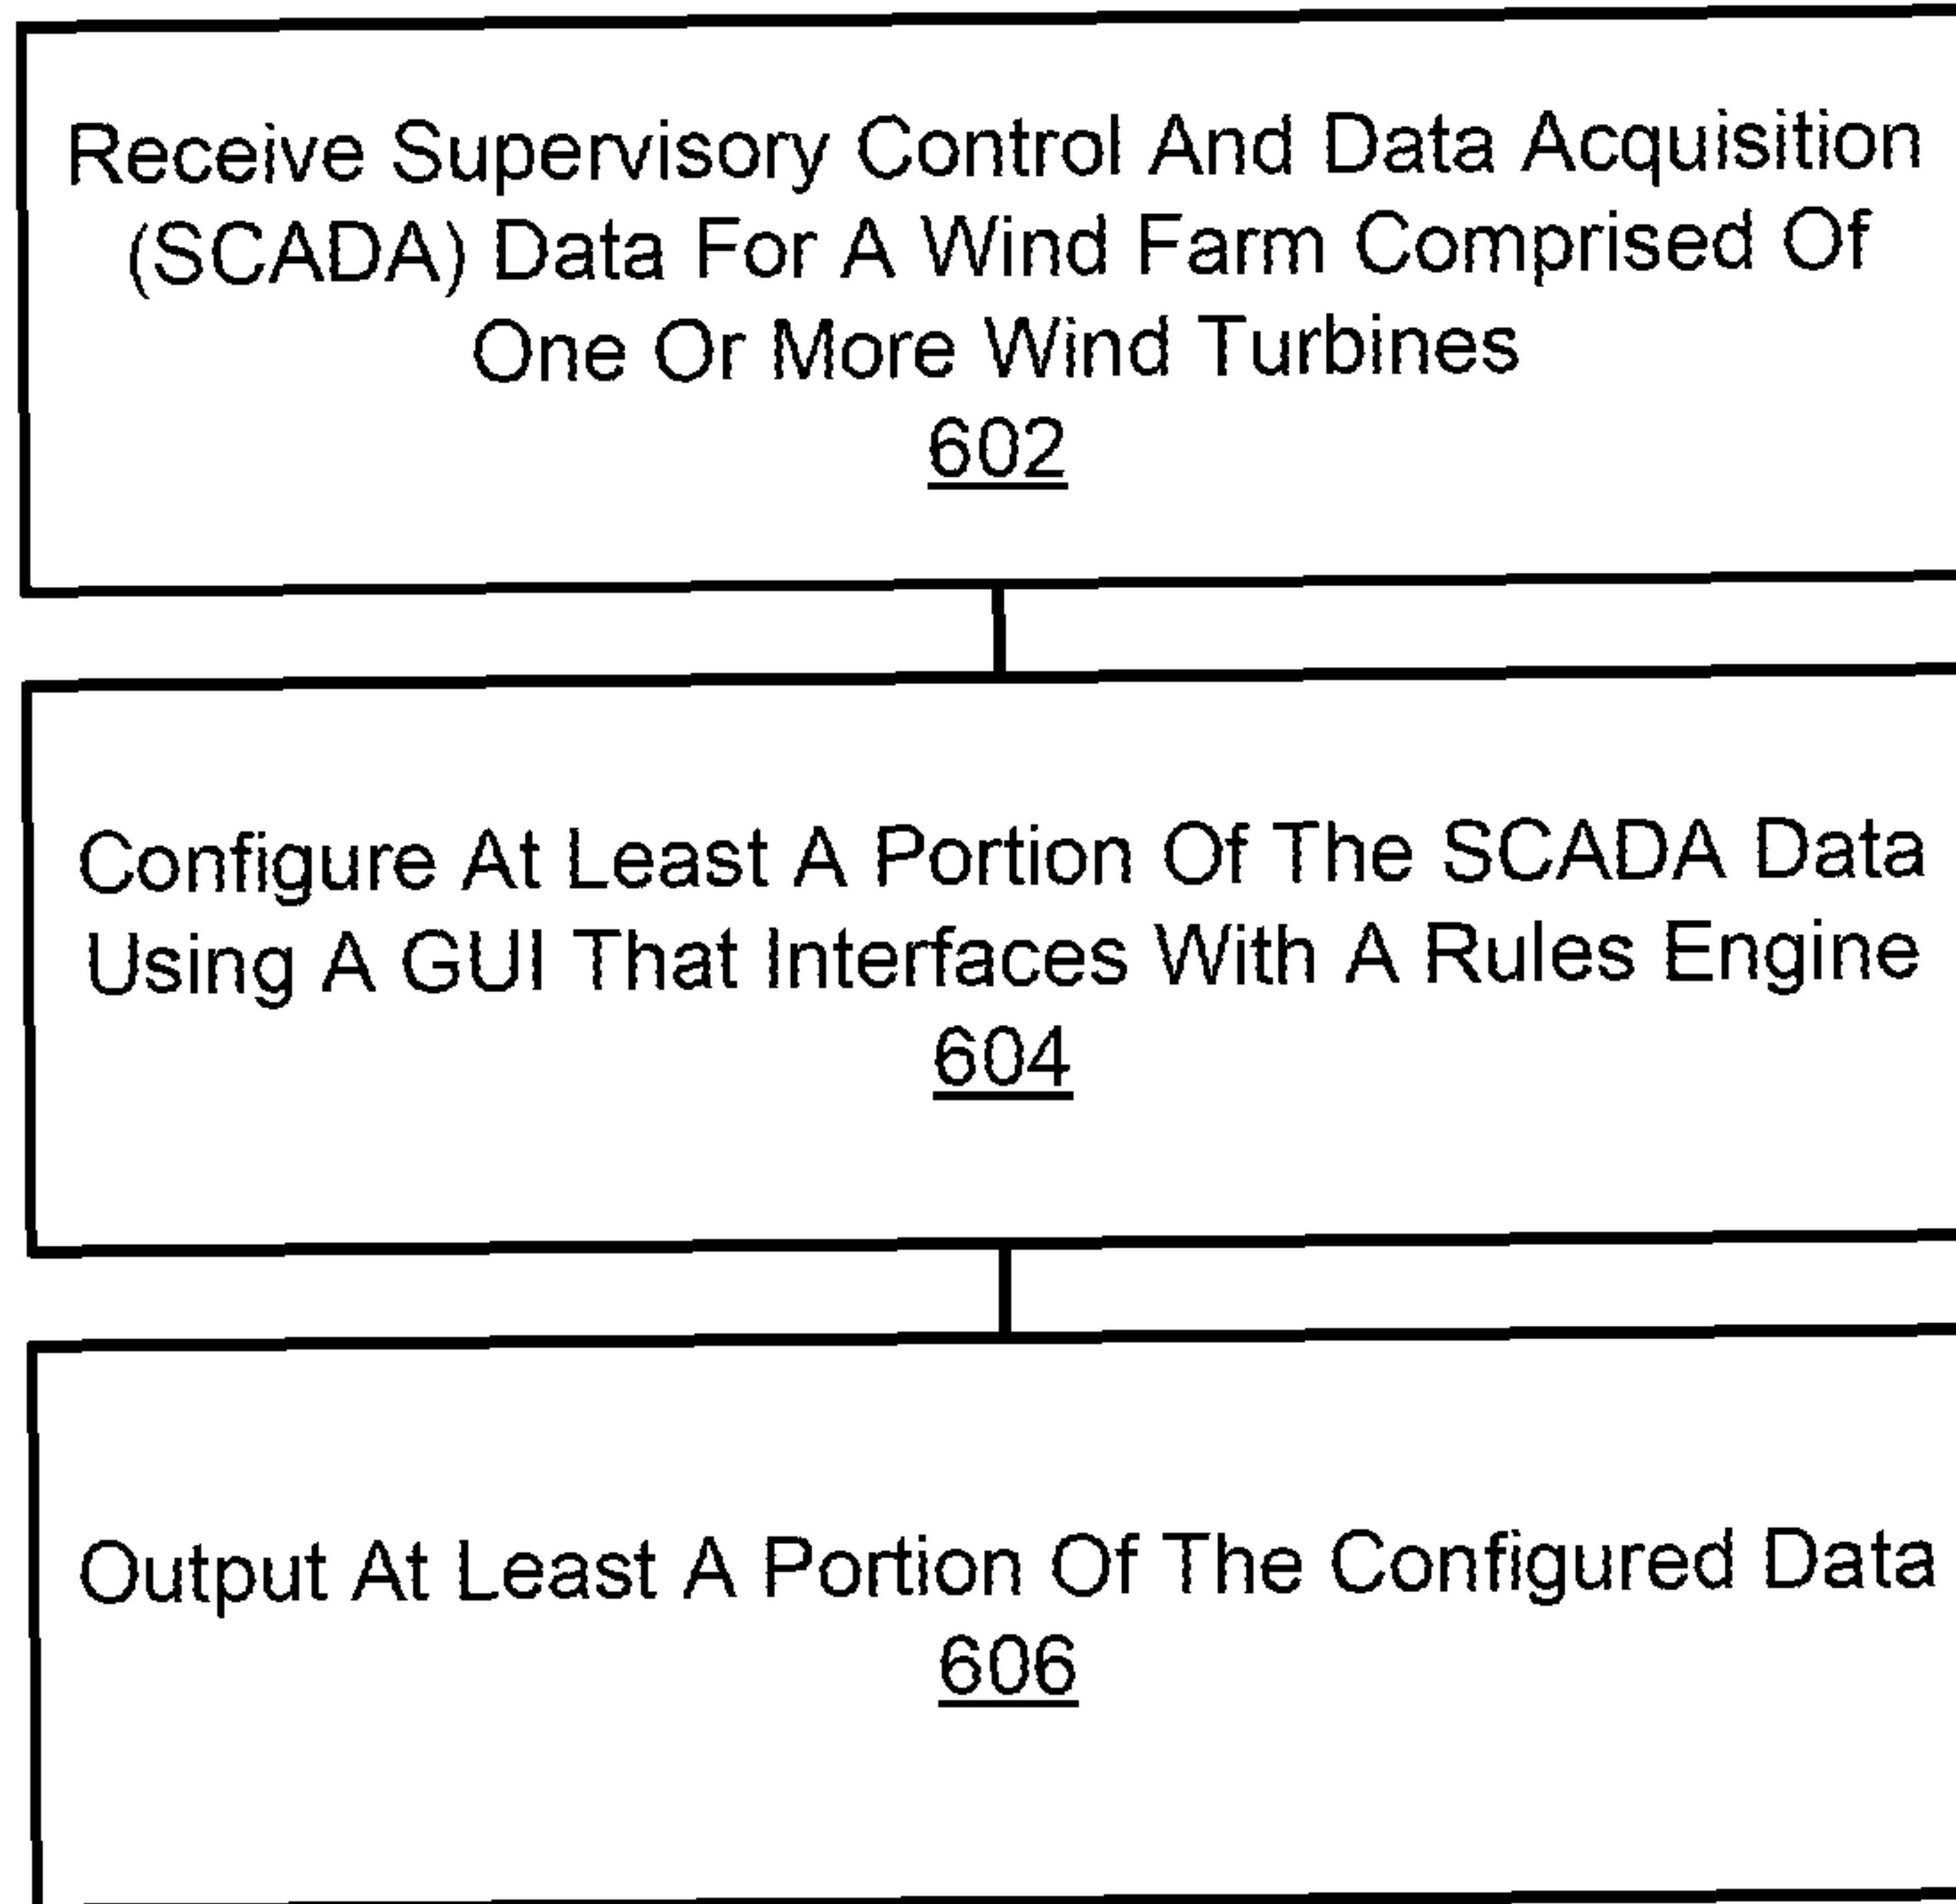 Receive Supervisory Control And Data Acquisition
(SCADA) Data For A Wind Farm Comprised Of
One Or More Wind Turbines
602
Configure At Least A Portion Of The SCADA Data
Using A GUI That Interfaces With A Rules Engine
604
Output At Least A Portion Of The Configured Data
606